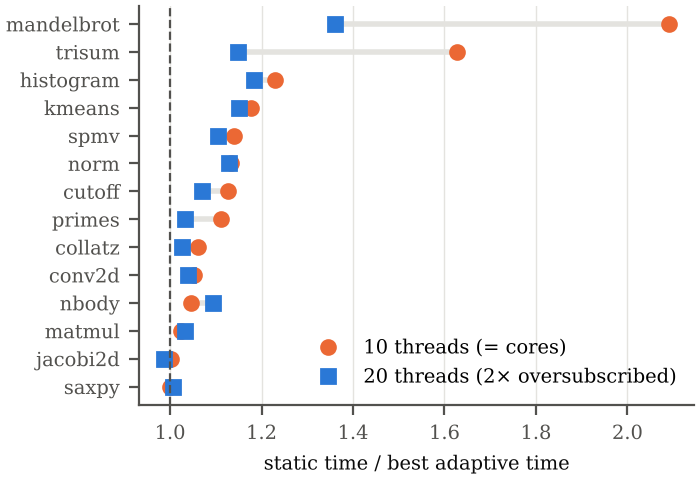 mandelbrot
trisum
histogram
kmeans
spmv
norm
cutoff
primes
collatz
conv2d
nbody
matmul
jacobi2d
saxpy
10 threads (= cores)
20 threads (2× oversubscribed)
1.0 1.2 1.4 1.6 1.8 2.0
static time / best adaptive time